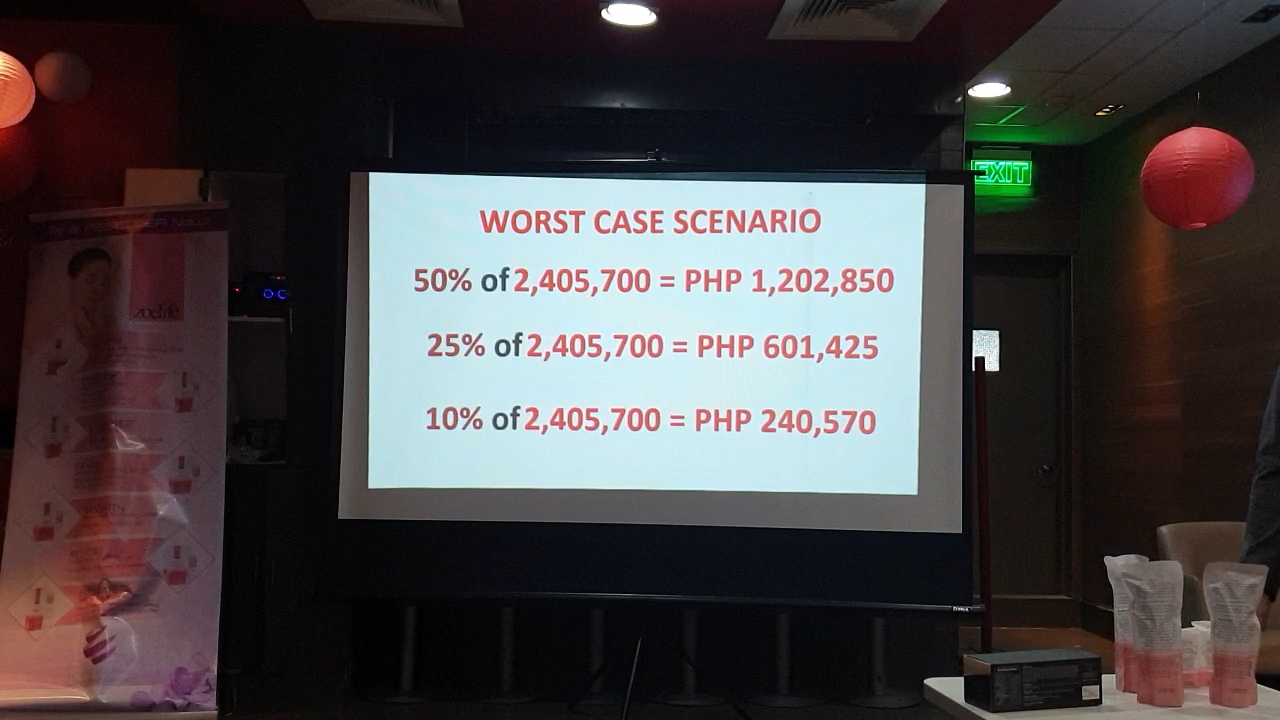 WORST CASE SCENARIO
50% of 2,405,700 = PHP 1,202,850
25% of 2,405,700 = PHP 601,425
10% of 2,405,700 = PHP 240,570
EXIT
zoelife